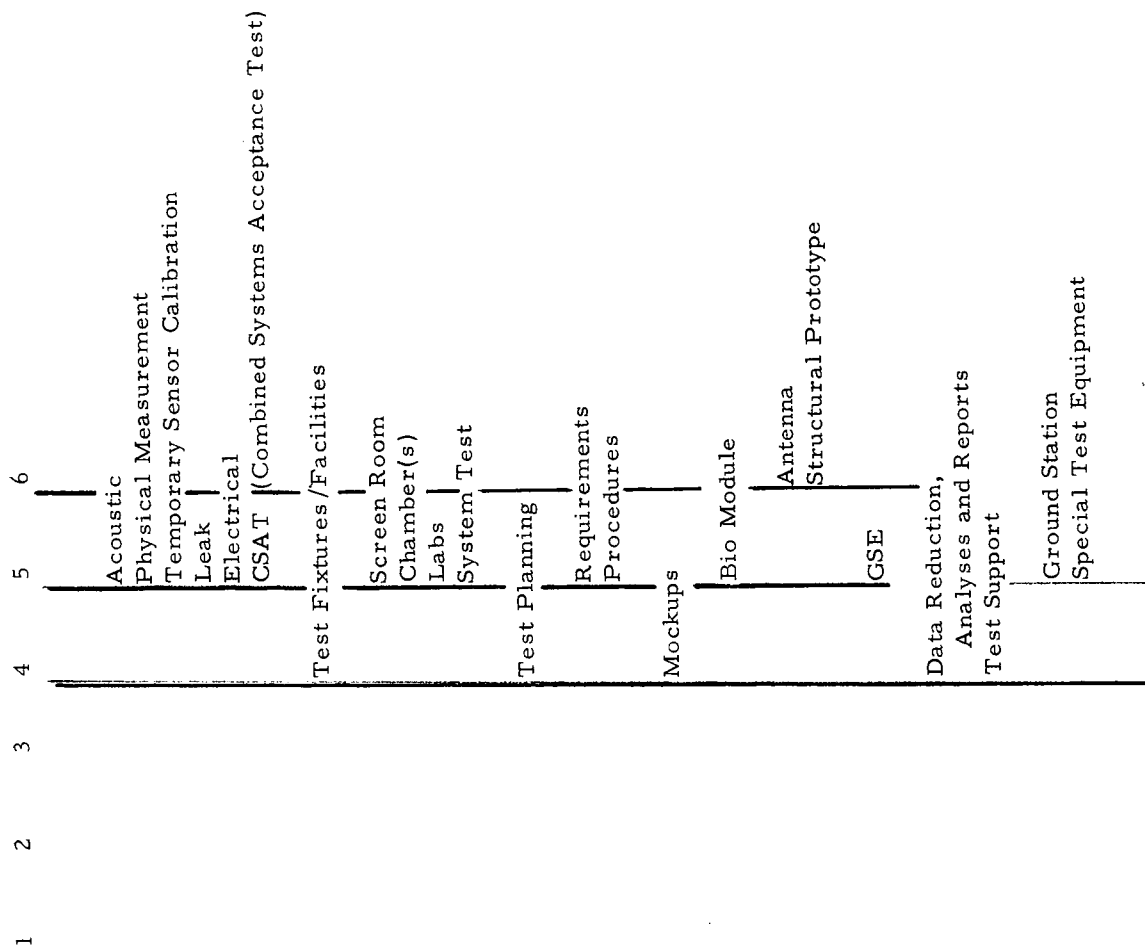 1 2 3 4 5 6
Acoustic
Physical Measurement
Temporary Sensor Calibration
Leak
Electrical
CSAT ((Combined Systems Acceptance Test)
Test Fixtures/Facilities
Screen Room
Chamber(s)
Labs
System Test
Test Planning
Requirements
Procedures
Mockups
Bio Module
Antenna
Structural Prototype
GSE
Data Reduction,
Analyses and Reports
Test Support
Ground Station
Special Test Equipment